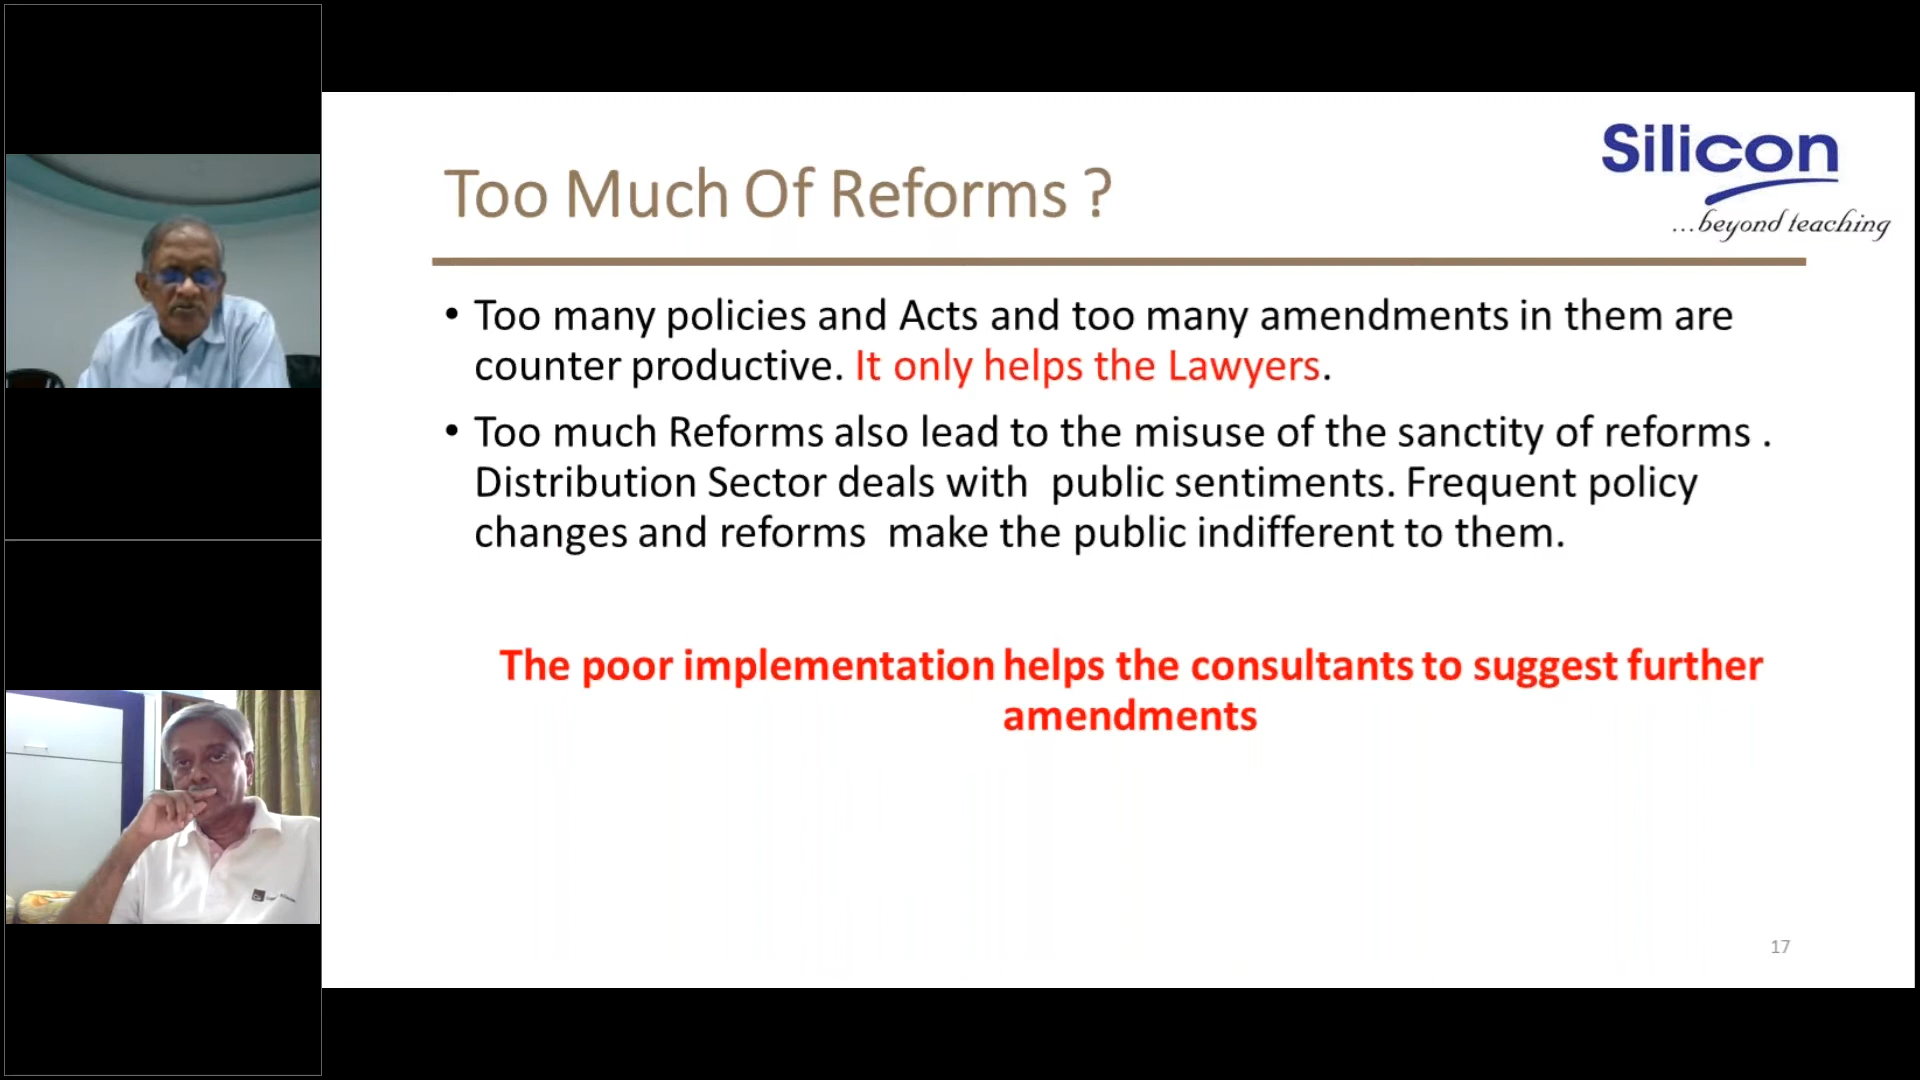 Silicon
...beyond teaching
Too Much Of Reforms ?
• Too many policies and Acts and too many amendments in them are
counter productive. It only helps the Lawyers.
• Too much Reforms also lead to the misuse of the sanctity of reforms .
Distribution Sector deals with  public sentiments. Frequent policy
changes and reforms  make the public indifferent to them.
The poor implementation helps the consultants to suggest further
amendments
17